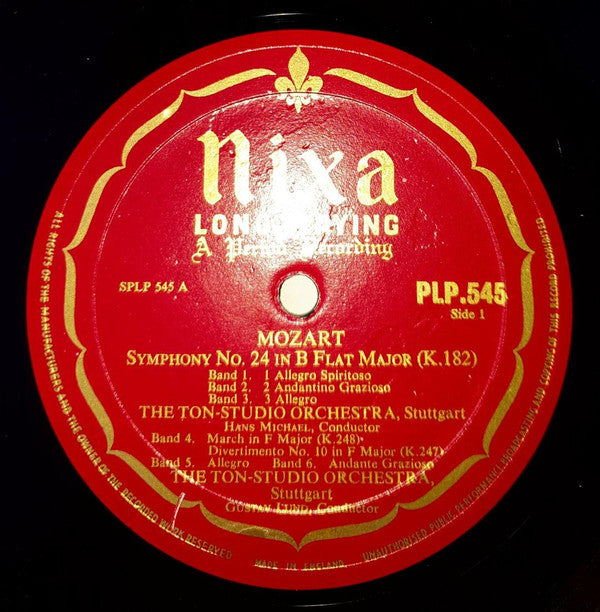 nixa
LONG PLAYING
A Period Recording
SPLP 545 A
PLP.545
Side 1
MOZART
SYMPHONY NO. 24 IN B FLAT MAJOR (K.182)
Band 1. 1 Allegro Spiritoso
Band 2. 2 Andantino Grazioso
Band 3. 3 Allegro
THE TON-STUDIO ORCHESTRA, Stuttgart
HANS MICHAEL, Conductor
Band 4. March in F Major (K.248)
Divertimento No. 10 in F Major (K.247)
Band 5. Allegro Band 6. Andante Grazioso
THE TON-STUDIO ORCHESTRA,
Stuttgart
GUSTAV LUND, Conductor
ALL RIGHTS OF THE MANUFACTURERS AND THE OWNER OF THE RECORDED WORK RESERVED
MADE IN ENGLAND
UNAUTHORISED PUBLIC PERFORMANCE BROADCASTING AND COPYING OF THIS RECORD PROHIBITED